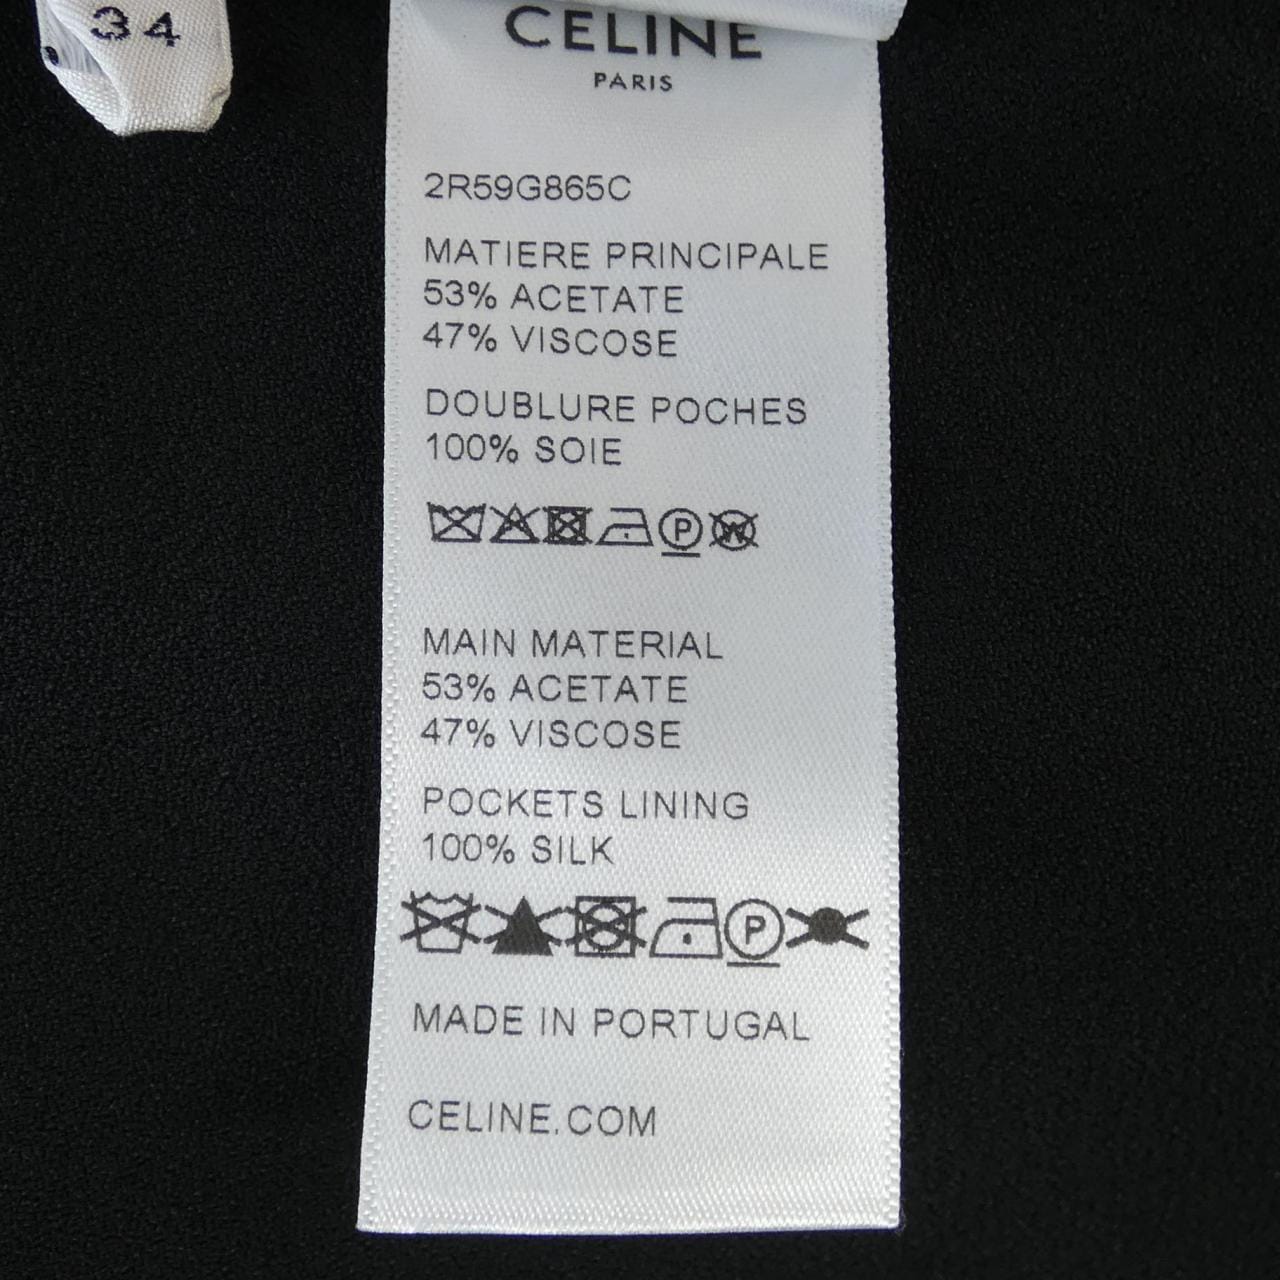 34
CELINE
PARIS
2R59G865C
MATIERE PRINCIPALE
53% ACETATE
47% VISCOSE
DOUBLURE POCHES
100% SOIE
P W
MAIN MATERIAL
53% ACETATE
47% VISCOSE
POCKETS LINING
100% SILK
P
MADE IN PORTUGAL
CELINE.COM